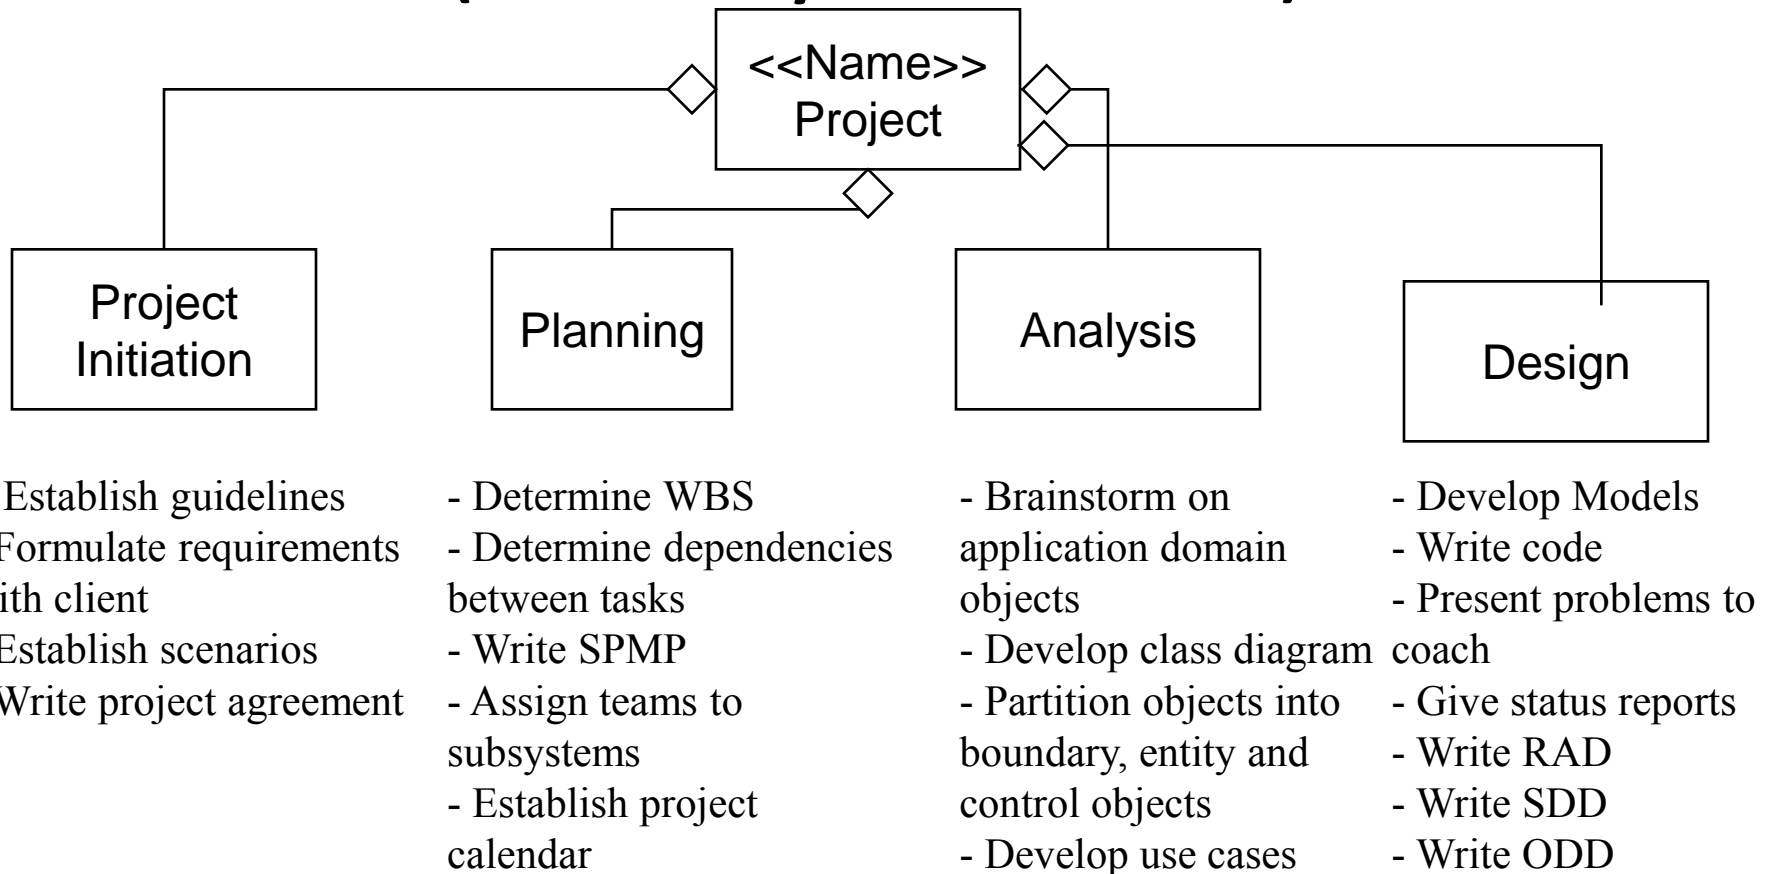 <<Name>>
Project
Project
Initiation
Planning
Analysis
Design
Establish guidelines
Formulate requirements
client
Establish scenarios
Write project agreement
- Determine WBS
- Determine dependencies
between tasks
- Write SPMP
- Assign teams to
subsystems
- Establish project
calendar
- Brainstorm on
application domain
objects
- Develop class diagram
- Partition objects into
boundary, entity and
control objects
- Develop use cases
- Develop Models
- Write code
- Present problems to
coach
- Give status reports
- Write RAD
- Write SDD
- Write ODD